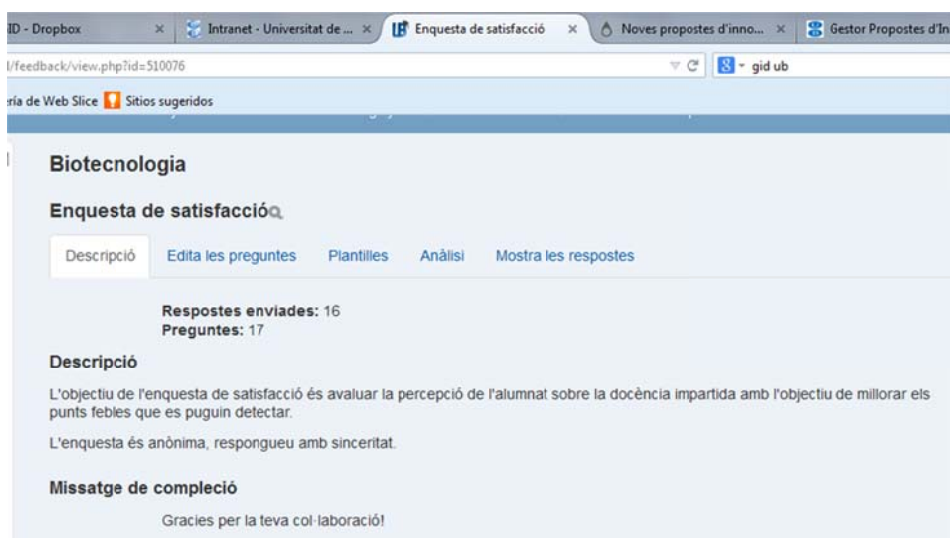 ID - Dropbox
Intranet - Universitat de ...
Enquesta de satisfacció
Noves propostes d'inno...
Gestor Propostes d'In
/feedback/view.php?id=510076
gid ub
ría de Web Slice
Sitios sugeridos
Biotecnologia
Enquesta de satisfacció
Descripció
Edita les preguntes
Plantilles
Anàlisi
Mostra les respostes
Respostes enviades: 16
Preguntes: 17
Descripció
L'objectiu de l'enquesta de satisfacció és avaluar la percepció de l'alumnat sobre la docència impartida amb l'objectiu de millorar els
punts febles que es puguin detectar.
L'enquesta és anònima, respongueu amb sinceritat.
Missatge de compleció
Gracies per la teva col·laboració!